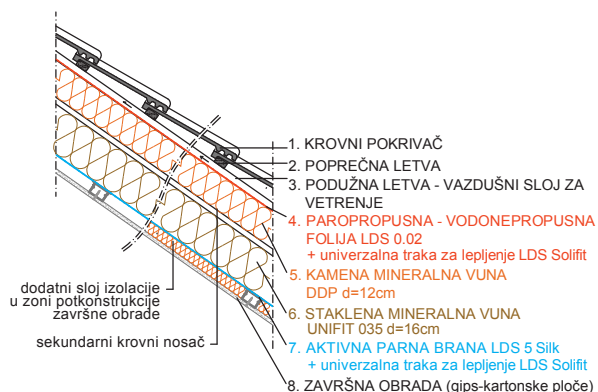 1. KROVNI POKRIVAČ
2. POPREČNA LETVA
3. PODUŽNA LETVA - VAZDUŠNI SLOJ ZA
VETRENJE
4. PAROPROPUSNA - VODONEPROPUSNA
FOLIJA LDS 0.02
+ univerzalna traka za lepljenje LDS Solifit
5. KAMENA MINERALNA VUNA
DDP d=12cm
6. STAKLENA MINERALNA VUNA
UNIFIT 035 d=16cm
7. AKTIVNA PARNA BRANA LDS 5 Silk
+ univerzalna traka za lepljenje LDS Solifit
8. ZAVRŠNA OBRADA (gips-kartonske ploče)
dodatni sloj izolacije
u zoni potkonstrukcije
završne obrade
sekundarni krovni nosač